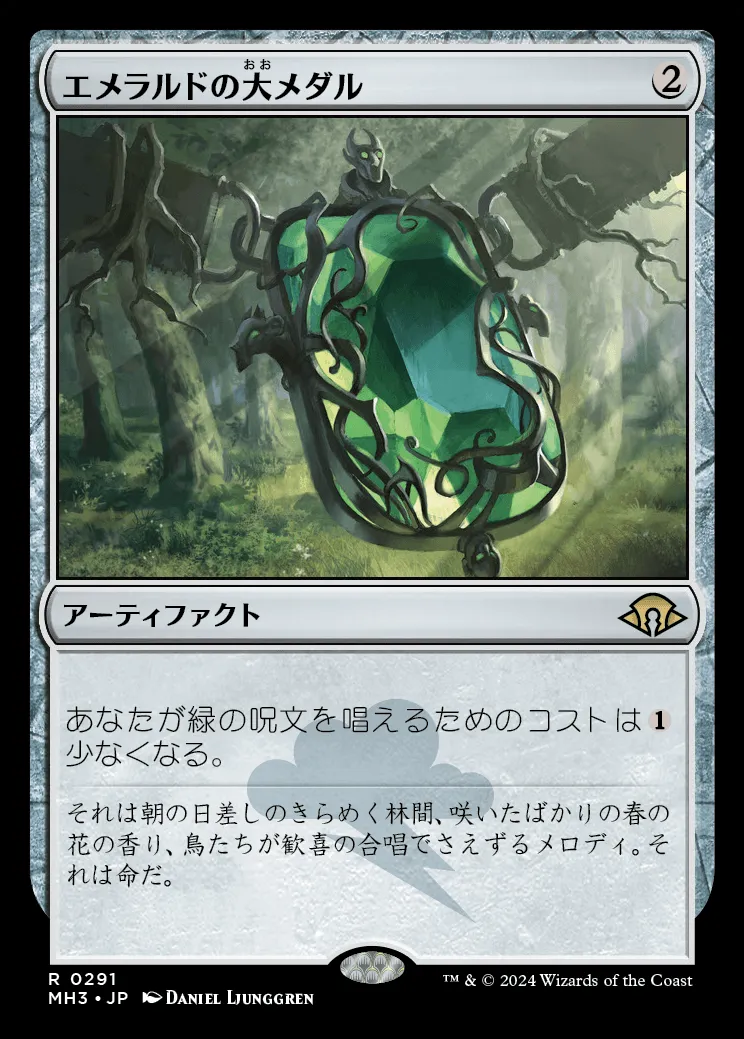 おお
エメラルドの大メダル 2
アーティファクト
あなたが緑の呪文を唱えるためのコストは1
少なくなる。
それは朝の日差しのきらめく林間、咲いたばかりの春の
花の香り、鳥たちが歓喜の合唱でさえずるメロディ。そ
れは命だ。
R 0291
MH3 • JP DANIEL LJUNGGREN
™ & © 2024 Wizards of the Coast